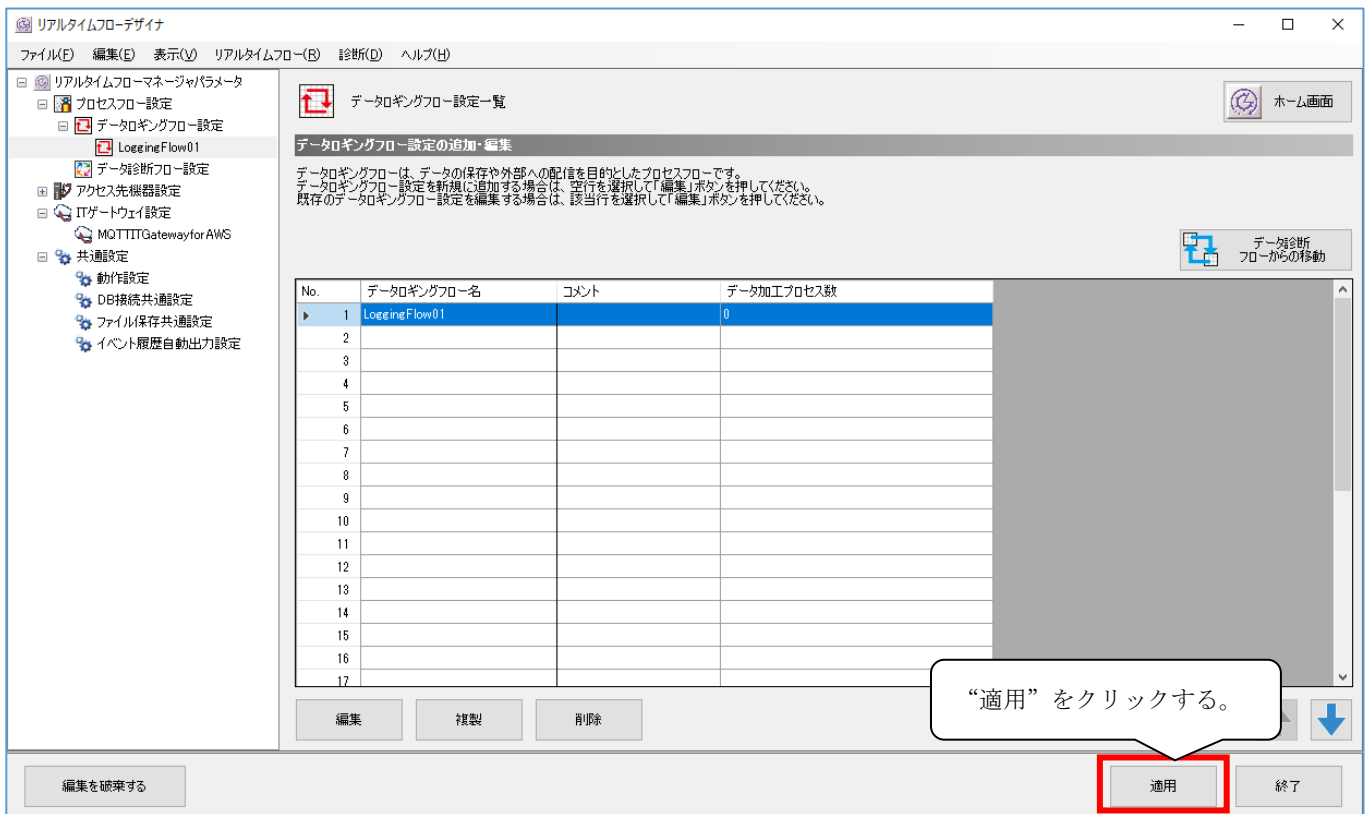 リアルタイムフローデザイナ
ファイル(F) 編集(E) 表示(V) リアルタイムフロー(R) 診断(D) ヘルプ(H)
リアルタイムフローマネージャパラメータ
プロセスフロー設定
データロギングフロー設定
LoggingFlow01
データ診断フロー設定
アクセス先機器設定
ITゲートウェイ設定
MQTTITGatewayforAWS
共通設定
動作設定
DB接続共通設定
ファイル保存共通設定
イベント履歴自動出力設定
データロギングフロー設定一覧
ホーム画面
データロギングフロー設定の追加・編集
データロギングフローは、データの保存や外部への配信を目的としたプロセスフローです。
データロギングフロー設定を新規に追加する場合は、空行を選択して「編集」ボタンを押してください。
既存のデータロギングフロー設定を編集する場合は、該当行を選択して「編集」ボタンを押してください。
データ診断
フローからの移動
No. データロギングフロー名 コメント データ加工プロセス数
1 LoggingFlow01 0
2
3
4
5
6
7
8
9
10
11
12
13
14
15
16
17
“適用”をクリックする。
編集 複製 削除
編集を破棄する 適用 終了